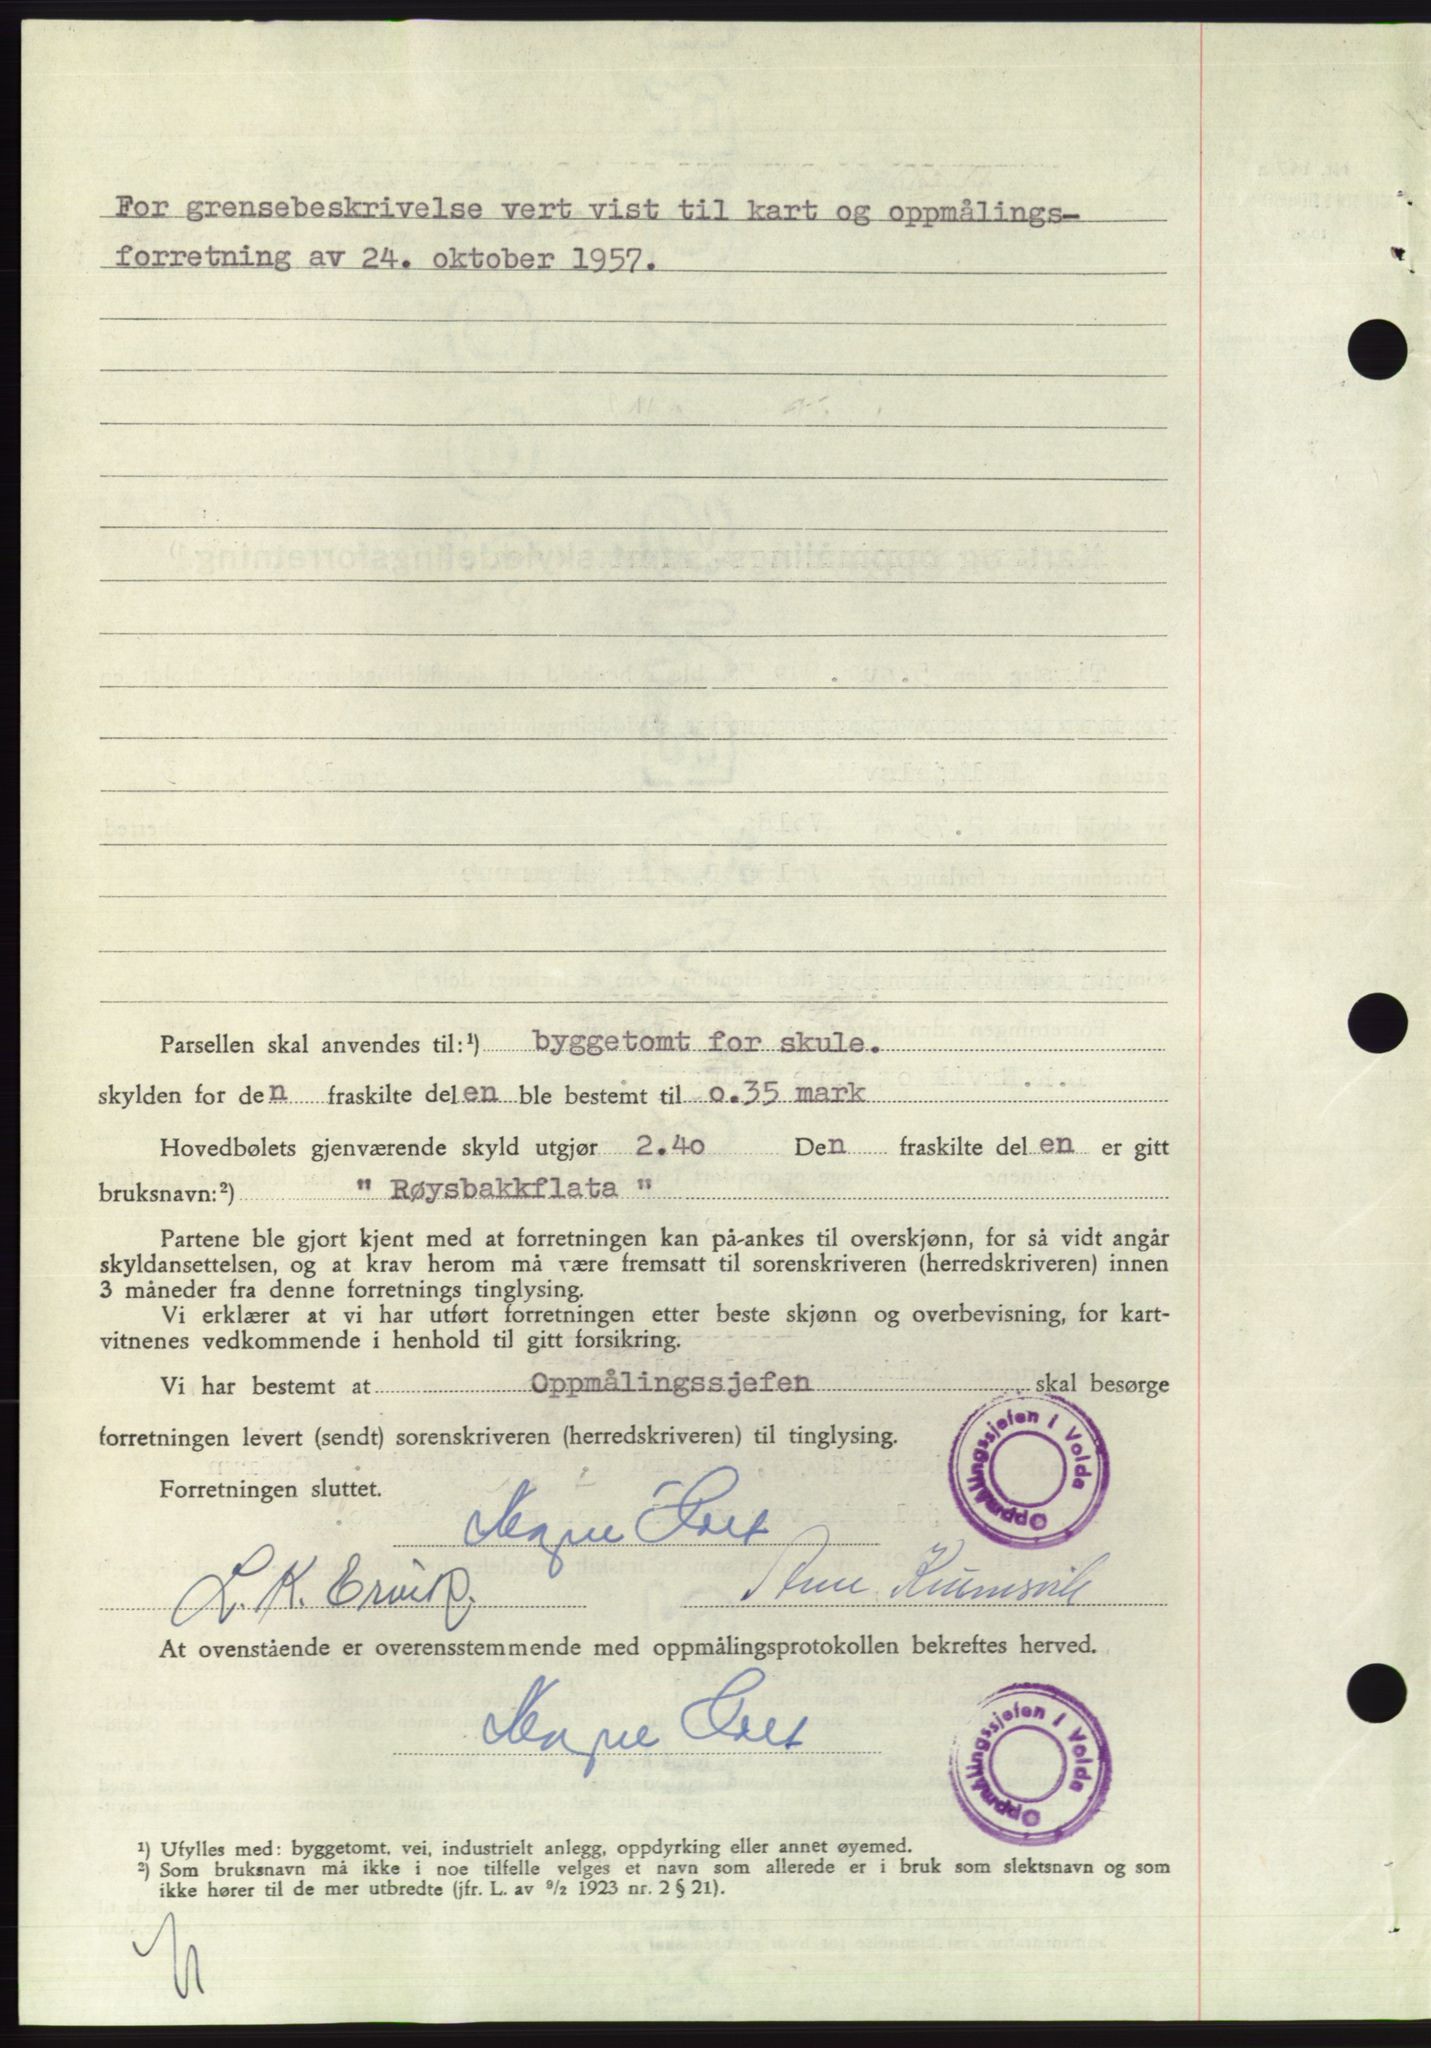 For grensebeskrivelse vert vist til kart og oppmålings-
forretning av 24. oktober 1957.
Parsellen skal anvendes til:¹) byggetomt for skule.
skylden for den fraskilte delen ble bestemt til 0.35 mark
Hovedbølets gjenværende skyld utgjør 2.40 Den fraskilte delen er gitt
bruksnavn:²) " Røysbakkflata "
Partene ble gjort kjent med at forretningen kan på-ankes til overskjønn, for så vidt angår
skyldansettelsen, og at krav herom må være fremsatt til sorenskriveren (herredskriveren) innen
3 måneder fra denne forretnings tinglysing.
Vi erklærer at vi har utført forretningen etter beste skjønn og overbevisning, for kart-
vitnenes vedkommende i henhold til gitt forsikring.
Vi har bestemt at Oppmålingssjefen skal besørge
forretningen levert (sendt) sorenskriveren (herredskriveren) til tinglysing.
Oppmålingssjefen i Volda
Forretningen sluttet.
L. K.
At ovenstående er overensstemmende med oppmålingsprotokollen bekreftes herved.
Oppmålingssjefen i Volda
¹) Ufylles med: byggetomt, vei, industrielt anlegg, oppdyrking eller annet øyemed.
²) Som bruksnavn må ikke i noe tilfelle velges et navn som allerede er i bruk som slektsnavn og som
ikke hører til de mer utbredte (jfr. L. av 9/2 1923 nr. 2 § 21).